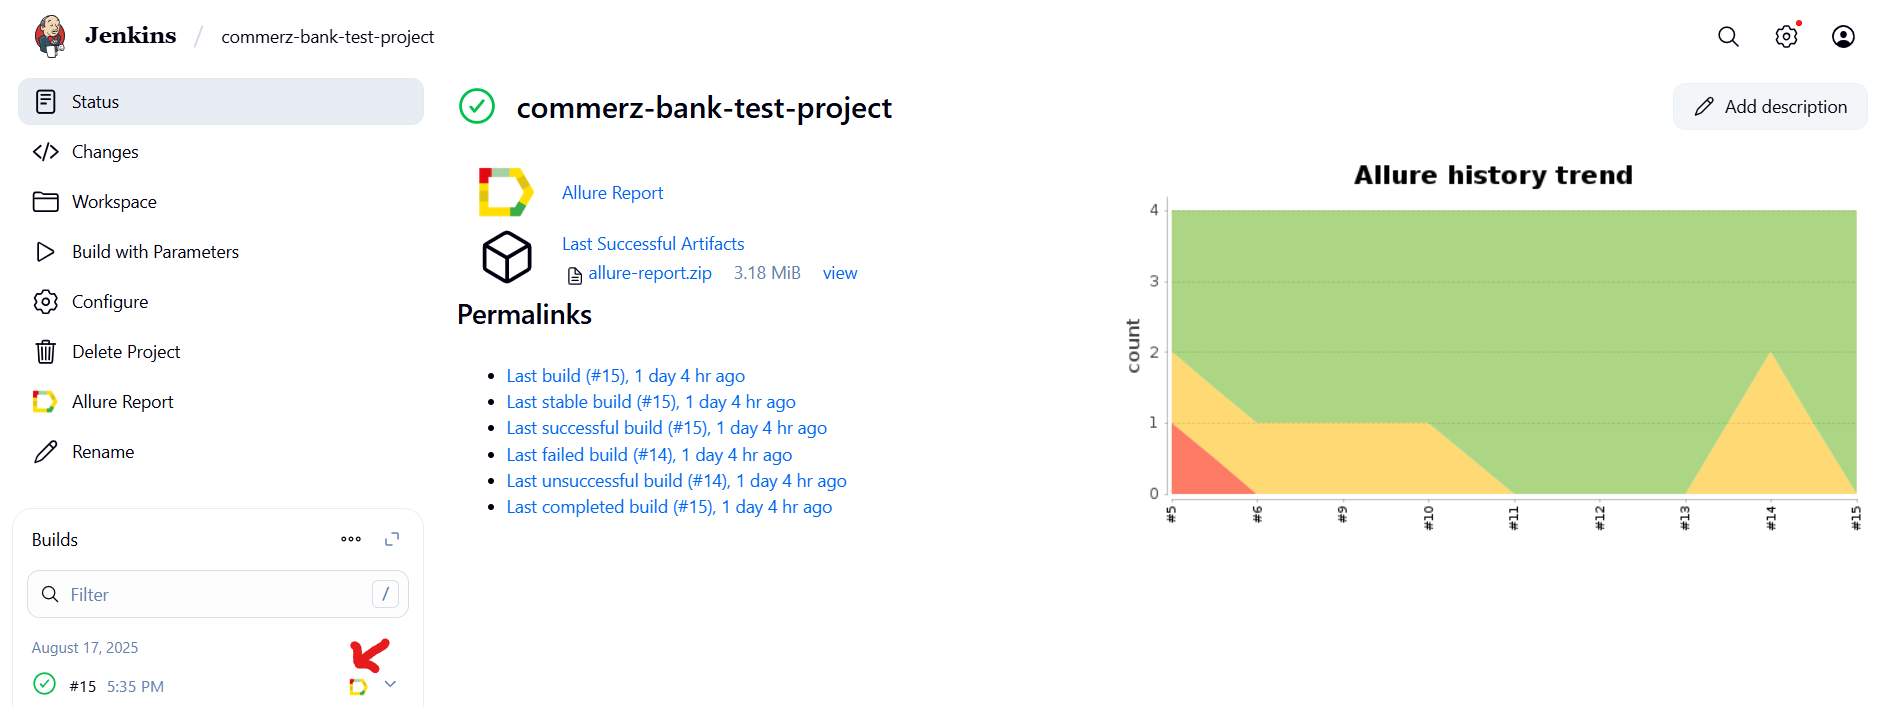 Jenkins / commerz-bank-test-project
Status
Changes
Workspace
Build with Parameters
Configure
Delete Project
Allure Report
Rename
Builds
Filter /
August 17, 2025
#15 5:35 PM
commerz-bank-test-project
Add description
Allure Report
Last Successful Artifacts
allure-report.zip 3.18 MiB view
Permalinks
Last build (#15), 1 day 4 hr ago
Last stable build (#15), 1 day 4 hr ago
Last successful build (#15), 1 day 4 hr ago
Last failed build (#14), 1 day 4 hr ago
Last unsuccessful build (#14), 1 day 4 hr ago
Last completed build (#15), 1 day 4 hr ago
Allure history trend
count
4
3
2
1
0
#5 #6 #9 #10 #11 #12 #13 #14 #15